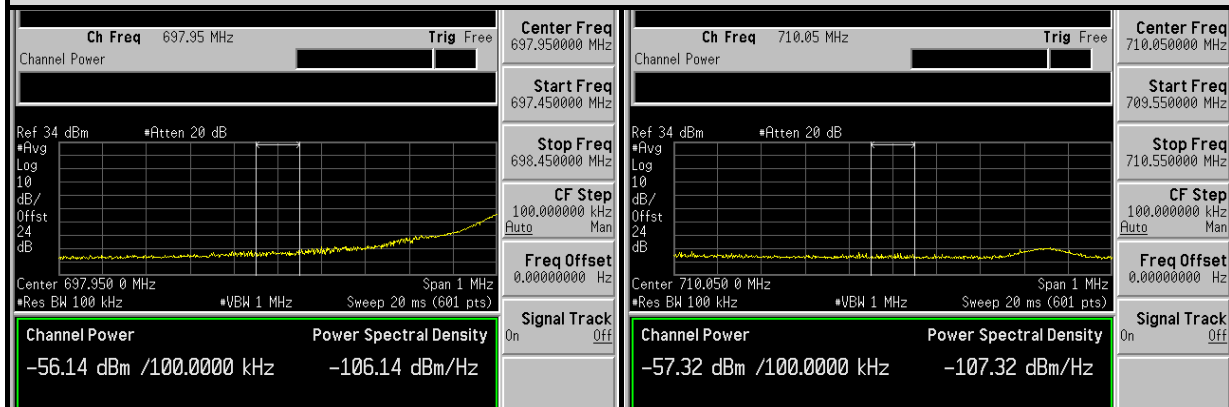 Ch Freq 697.95 MHz Trig Free
Channel Power
Center Freq
697.950000 MHz
Start Freq
697.450000 MHz
Stop Freq
698.450000 MHz
CF Step
100.000000 kHz
Auto Man
Freq Offset
0.00000000 Hz
Signal Track
On Off
Ref 34 dBm #Atten 20 dB
#Avg
Log
10
dB/
Offst
24
dB
Center 697.950 0 MHz Span 1 MHz
#Res BW 100 kHz #VBW 1 MHz Sweep 20 ms (601 pts)
Channel Power Power Spectral Density
-56.14 dBm /100.0000 kHz -106.14 dBm/Hz
Ch Freq 710.05 MHz Trig Free
Channel Power
Center Freq
710.050000 MHz
Start Freq
709.550000 MHz
Stop Freq
710.550000 MHz
CF Step
100.000000 kHz
Auto Man
Freq Offset
0.00000000 Hz
Signal Track
On Off
Ref 34 dBm #Atten 20 dB
#Avg
Log
10
dB/
Offst
24
dB
Center 710.050 0 MHz Span 1 MHz
#Res BW 100 kHz #VBW 1 MHz Sweep 20 ms (601 pts)
Channel Power Power Spectral Density
-57.32 dBm /100.0000 kHz -107.32 dBm/Hz